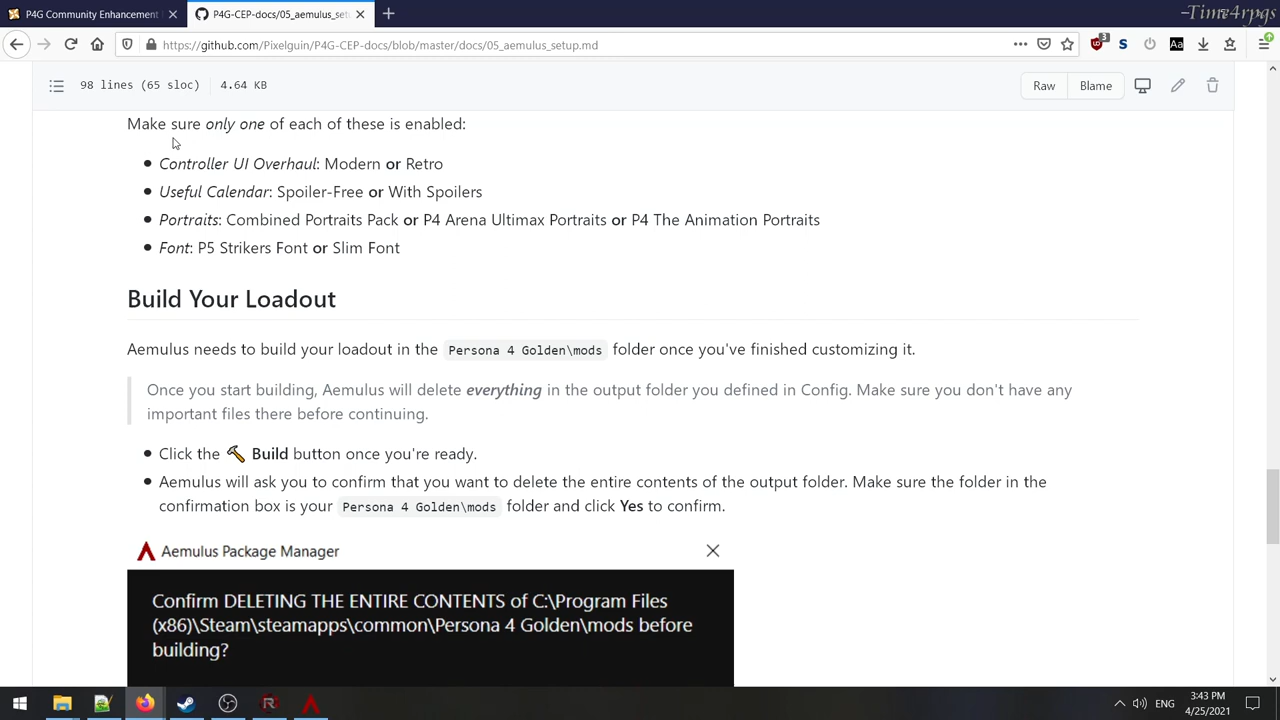 P4G Community Enhancement
P4G-CEP-docs/05_aemulus_setu
Time4rpgs
https://github.com/Pixelguin/P4G-CEP-docs/blob/master/docs/05_aemulus_setup.md
3
S
Aa
98 lines (65 sloc) 4.64 KB
Raw
Blame
Make sure only one of each of these is enabled:
Controller UI Overhaul: Modern or Retro
Useful Calendar: Spoiler-Free or With Spoilers
Portraits: Combined Portraits Pack or P4 Arena Ultimax Portraits or P4 The Animation Portraits
Font: P5 Strikers Font or Slim Font
Build Your Loadout
Aemulus needs to build your loadout in the Persona 4 Golden\mods folder once you've finished customizing it.
Once you start building, Aemulus will delete everything in the output folder you defined in Config. Make sure you don't have any
important files there before continuing.
Click the 🔨 Build button once you're ready.
Aemulus will ask you to confirm that you want to delete the entire contents of the output folder. Make sure the folder in the
confirmation box is your Persona 4 Golden\mods folder and click Yes to confirm.
Aemulus Package Manager
Confirm DELETING THE ENTIRE CONTENTS of C:\Program Files
(x86)\Steam\steamapps\common\Persona 4 Golden\mods before
building?
ENG
3:43 PM
4/25/2021